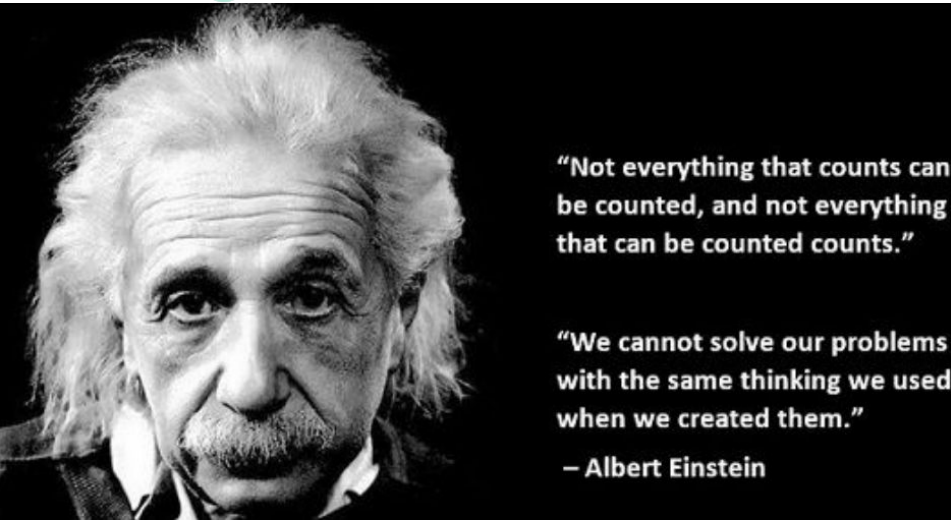 “Not everything that counts can
be counted, and not everything
that can be counted counts.”
“We cannot solve our problems
with the same thinking we used
when we created them.”
– Albert Einstein